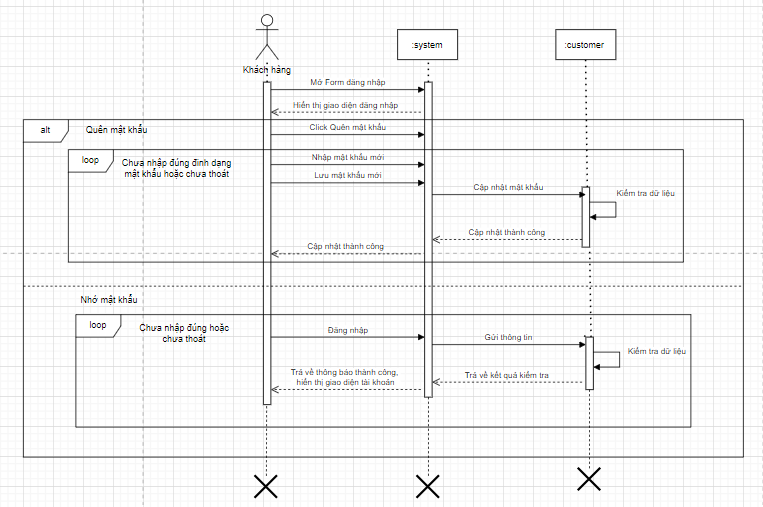 :system
:customer
Khách hàng
Mở Form đăng nhập
Hiển thị giao diện đăng nhập
alt
Quên mật khẩu
Click Quên mật khẩu
loop
Chưa nhập đúng đinh dạng
mật khẩu hoặc chưa thoát
Nhập mật khẩu mới
Lưu mật khẩu mới
Cập nhật mật khẩu
Kiểm tra dữ liệu
Cập nhật thành công
Cập nhật thành công
Nhớ mật khẩu
loop
Chưa nhập đúng hoặc
chưa thoát
Đăng nhập
Gửi thông tin
Kiểm tra dữ liệu
Trả về thông báo thành công,
hiển thị giao diện tài khoản
Trả về kết quả kiểm tra